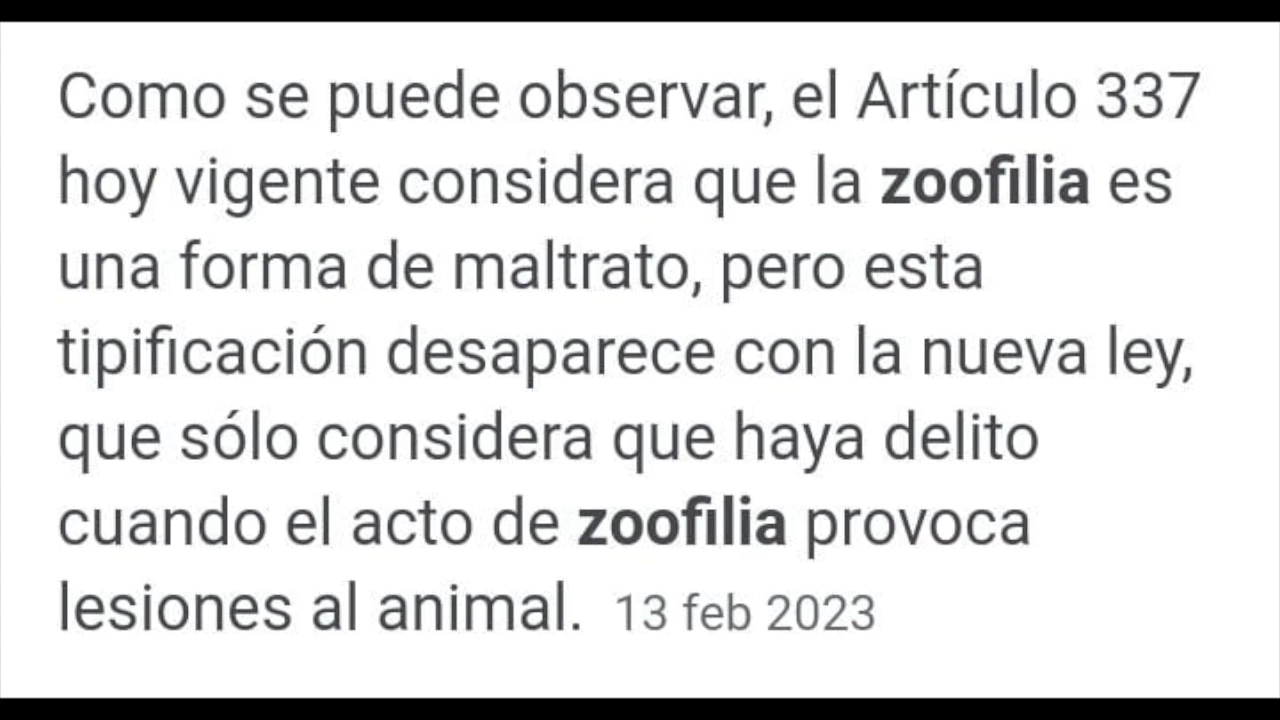 Como se puede observar, el Artículo 337
hoy vigente considera que la zoofilia es
una forma de maltrato, pero esta
tipificación desaparece con la nueva ley,
que sólo considera que haya delito
cuando el acto de zoofilia provoca
lesiones al animal. 13 feb 2023